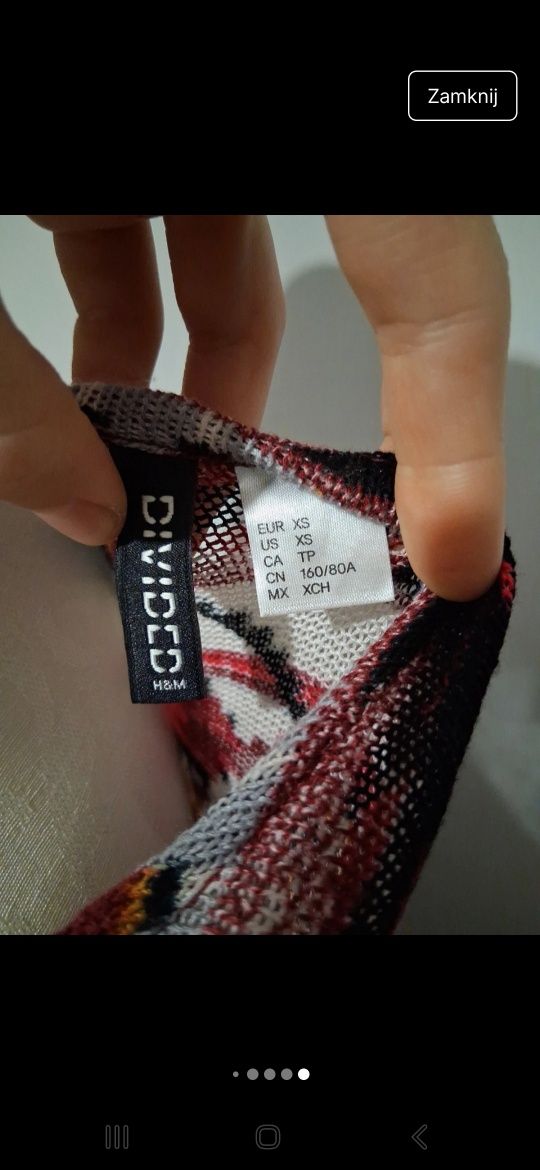 Zamknij
DIVIDED
H&M
EUR XS
US XS
CA TP
CN 160/80A
MX XCH